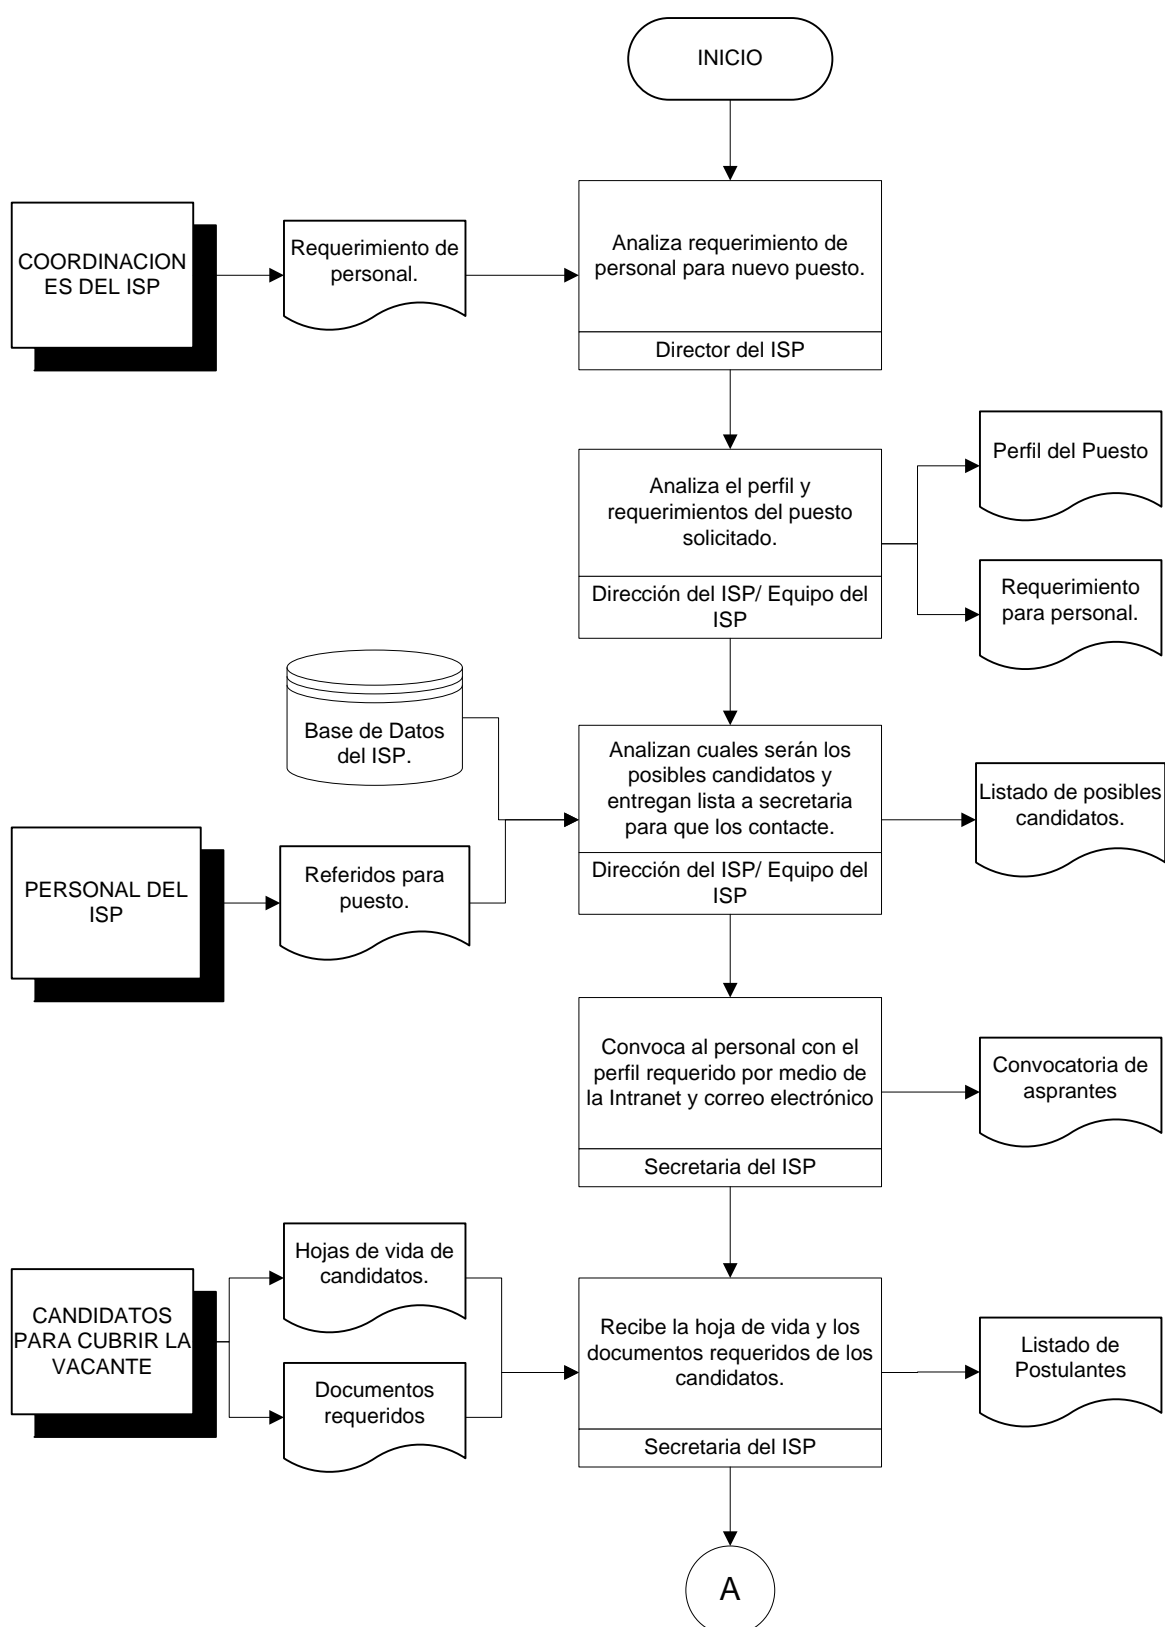 INICIO
COORDINACION
ES DEL ISP
Requerimiento de
personal.
Analiza requerimiento de
personal para nuevo puesto.
Director del ISP
Analiza el perfil y
requerimientos del puesto
solicitado.
Dirección del ISP/ Equipo del
ISP
Perfil del Puesto
Requerimiento
para personal.
Base de Datos
del ISP.
PERSONAL DEL
ISP
Referidos para
puesto.
Analizan cuales serán los
posibles candidatos y
entregan lista a secretaria
para que los contacte.
Dirección del ISP/ Equipo del
ISP
Listado de posibles
candidatos.
Convoca al personal con el
perfil requerido por medio de
la Intranet y correo electrónico
Secretaria del ISP
Convocatoria de
asprantes
CANDIDATOS
PARA CUBRIR LA
VACANTE
Hojas de vida de
candidatos.
Documentos
requeridos
Recibe la hoja de vida y los
documentos requeridos de los
candidatos.
Secretaria del ISP
Listado de
Postulantes
A